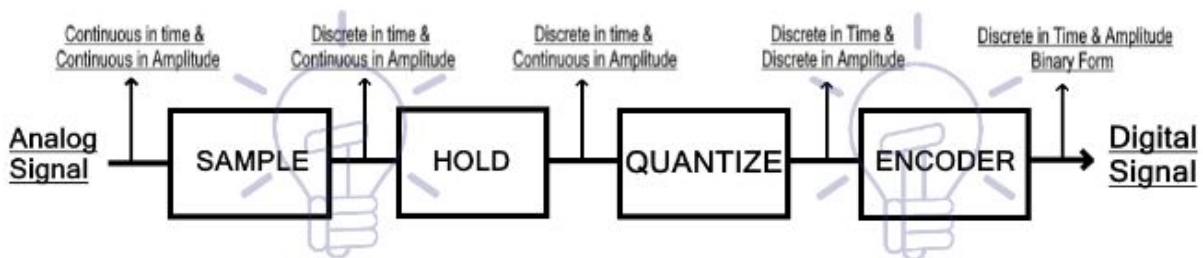 Continuous in time &
Continuous in Amplitude
Discrete in time &
Continuous in Amplitude
Discrete in time &
Continuous in Amplitude
Discrete in Time &
Discrete in Amplitude
Discrete in Time & Amplitude
Binary Form
Analog
Signal
SAMPLE
HOLD
QUANTIZE
ENCODER
Digital
Signal